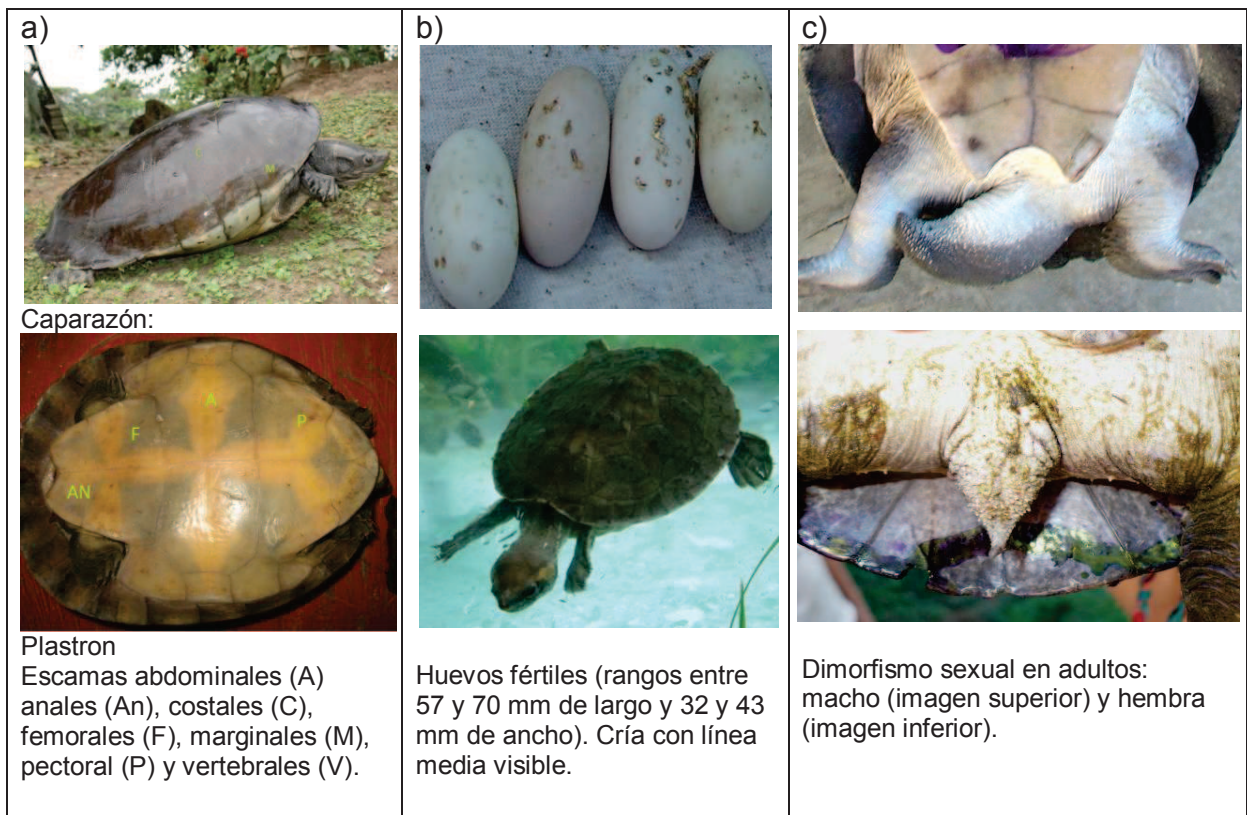 a)
Caparazón:
M
A
F
P
AN
Plastron
Escamas abdominales (A)
anales (An), costales (C),
femorales (F), marginales (M),
pectoral (P) y vertebrales (V).
b)
Huevos fértiles (rangos entre
57 y 70 mm de largo y 32 y 43
mm de ancho). Cría con línea
media visible.
c)
Dimorfismo sexual en adultos:
macho (imagen superior) y hembra
(imagen inferior).